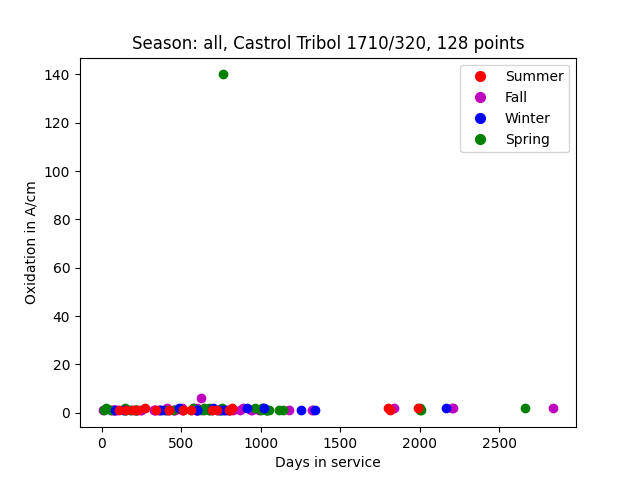 Season: all, Castrol Tribol 1710/320, 128 points
Summer
Fall
Winter
Spring
140
120
100
80
60
40
20
0
Oxidation in A/cm
0 500 1000 1500 2000 2500
Days in service